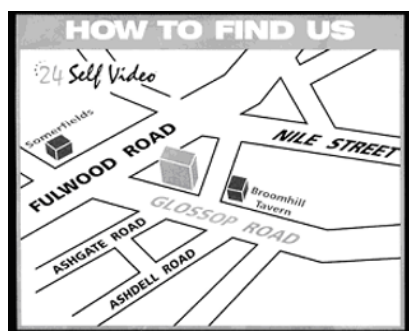 HOW TO FIND US
24 Self Video
Somerfields
FULWOOD ROAD
NILE STREET
Broomhill
Tavern
GLOSSOP ROAD
ASHGATE ROAD
ASHDELL ROAD